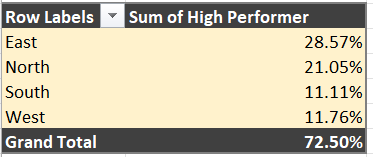 Row Labels Sum of High Performer
East 28.57%
North 21.05%
South 11.11%
West 11.76%
Grand Total 72.50%